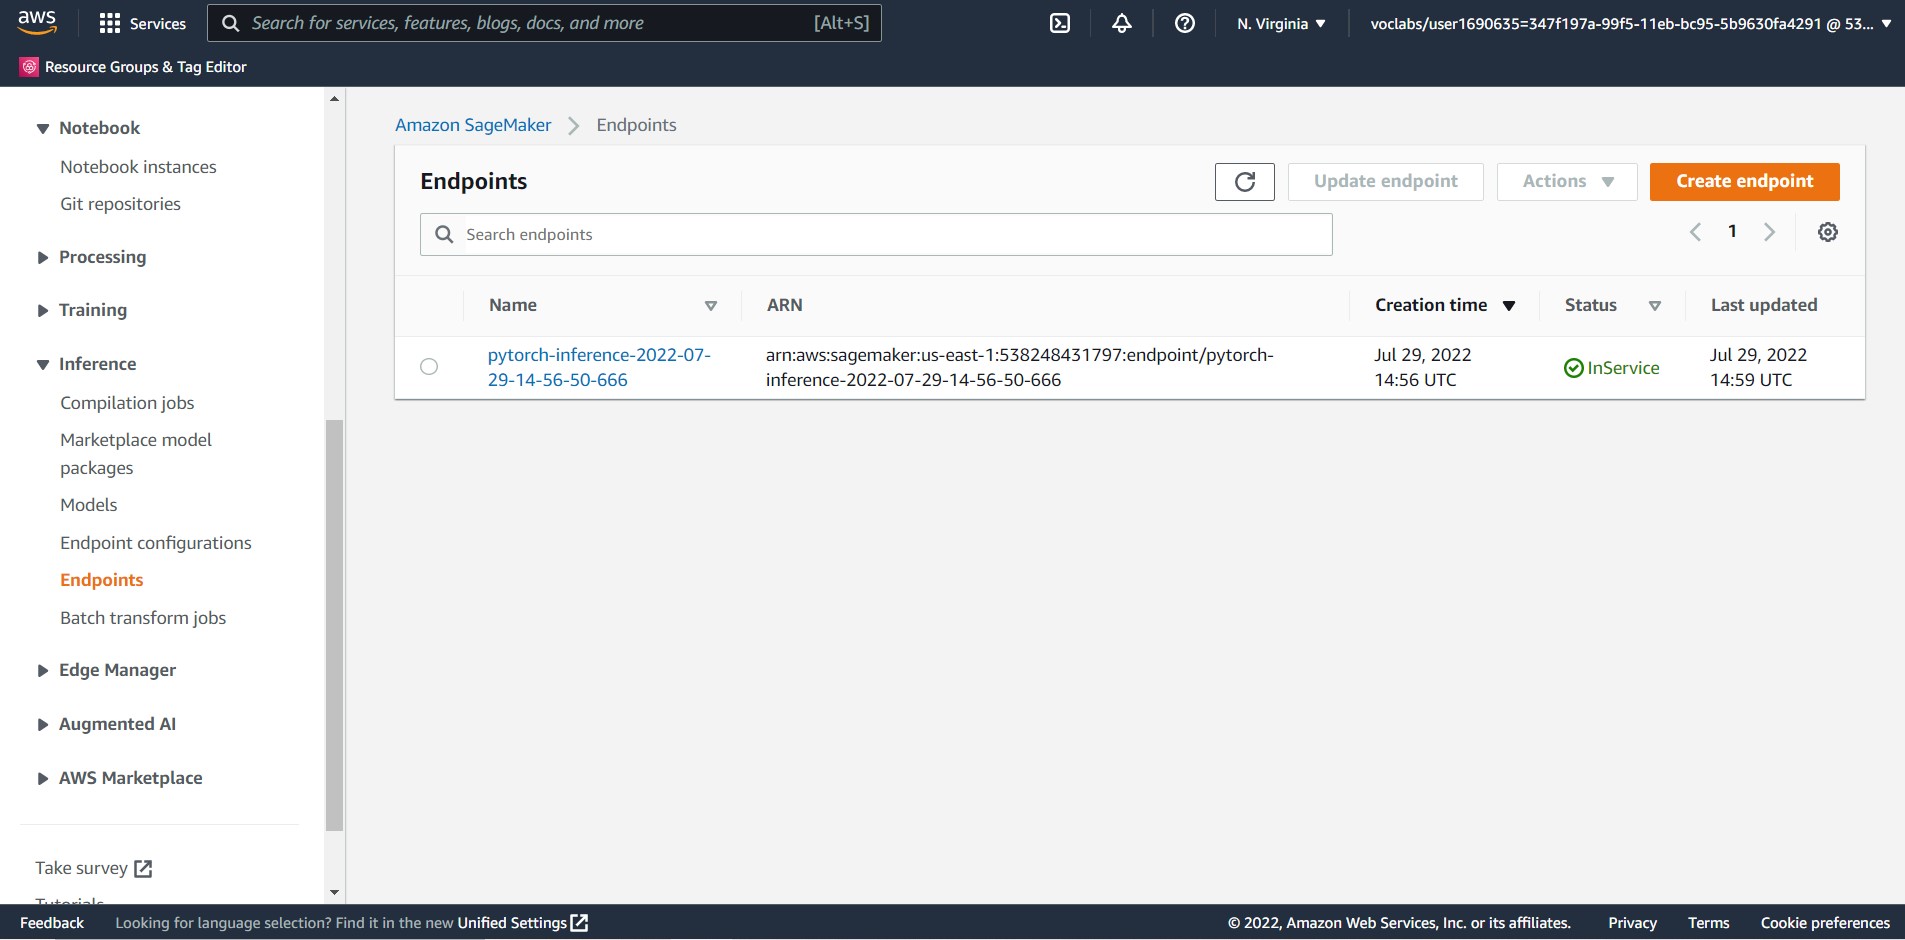 aws
Services
Search for services, features, blogs, docs, and more
[Alt+S]
N. Virginia
voclabs/user1690635=347f197a-99f5-11eb-bc95-5b9630fa4291 @ 53...
Resource Groups & Tag Editor
Notebook
Notebook instances
Git repositories
Processing
Training
Inference
Compilation jobs
Marketplace model
packages
Models
Endpoint configurations
Endpoints
Batch transform jobs
Edge Manager
Augmented AI
AWS Marketplace
Take survey
Tutorials
Amazon SageMaker
Endpoints
Endpoints
Update endpoint
Actions
Create endpoint
Search endpoints
1
Name
ARN
Creation time
Status
Last updated
pytorch-inference-2022-07-
29-14-56-50-666
arn:aws:sagemaker:us-east-1:538248431797:endpoint/pytorch-
inference-2022-07-29-14-56-50-666
Jul 29, 2022
14:56 UTC
InService
Jul 29, 2022
14:59 UTC
Feedback
Looking for language selection? Find it in the new Unified Settings
© 2022, Amazon Web Services, Inc. or its affiliates.
Privacy
Terms
Cookie preferences